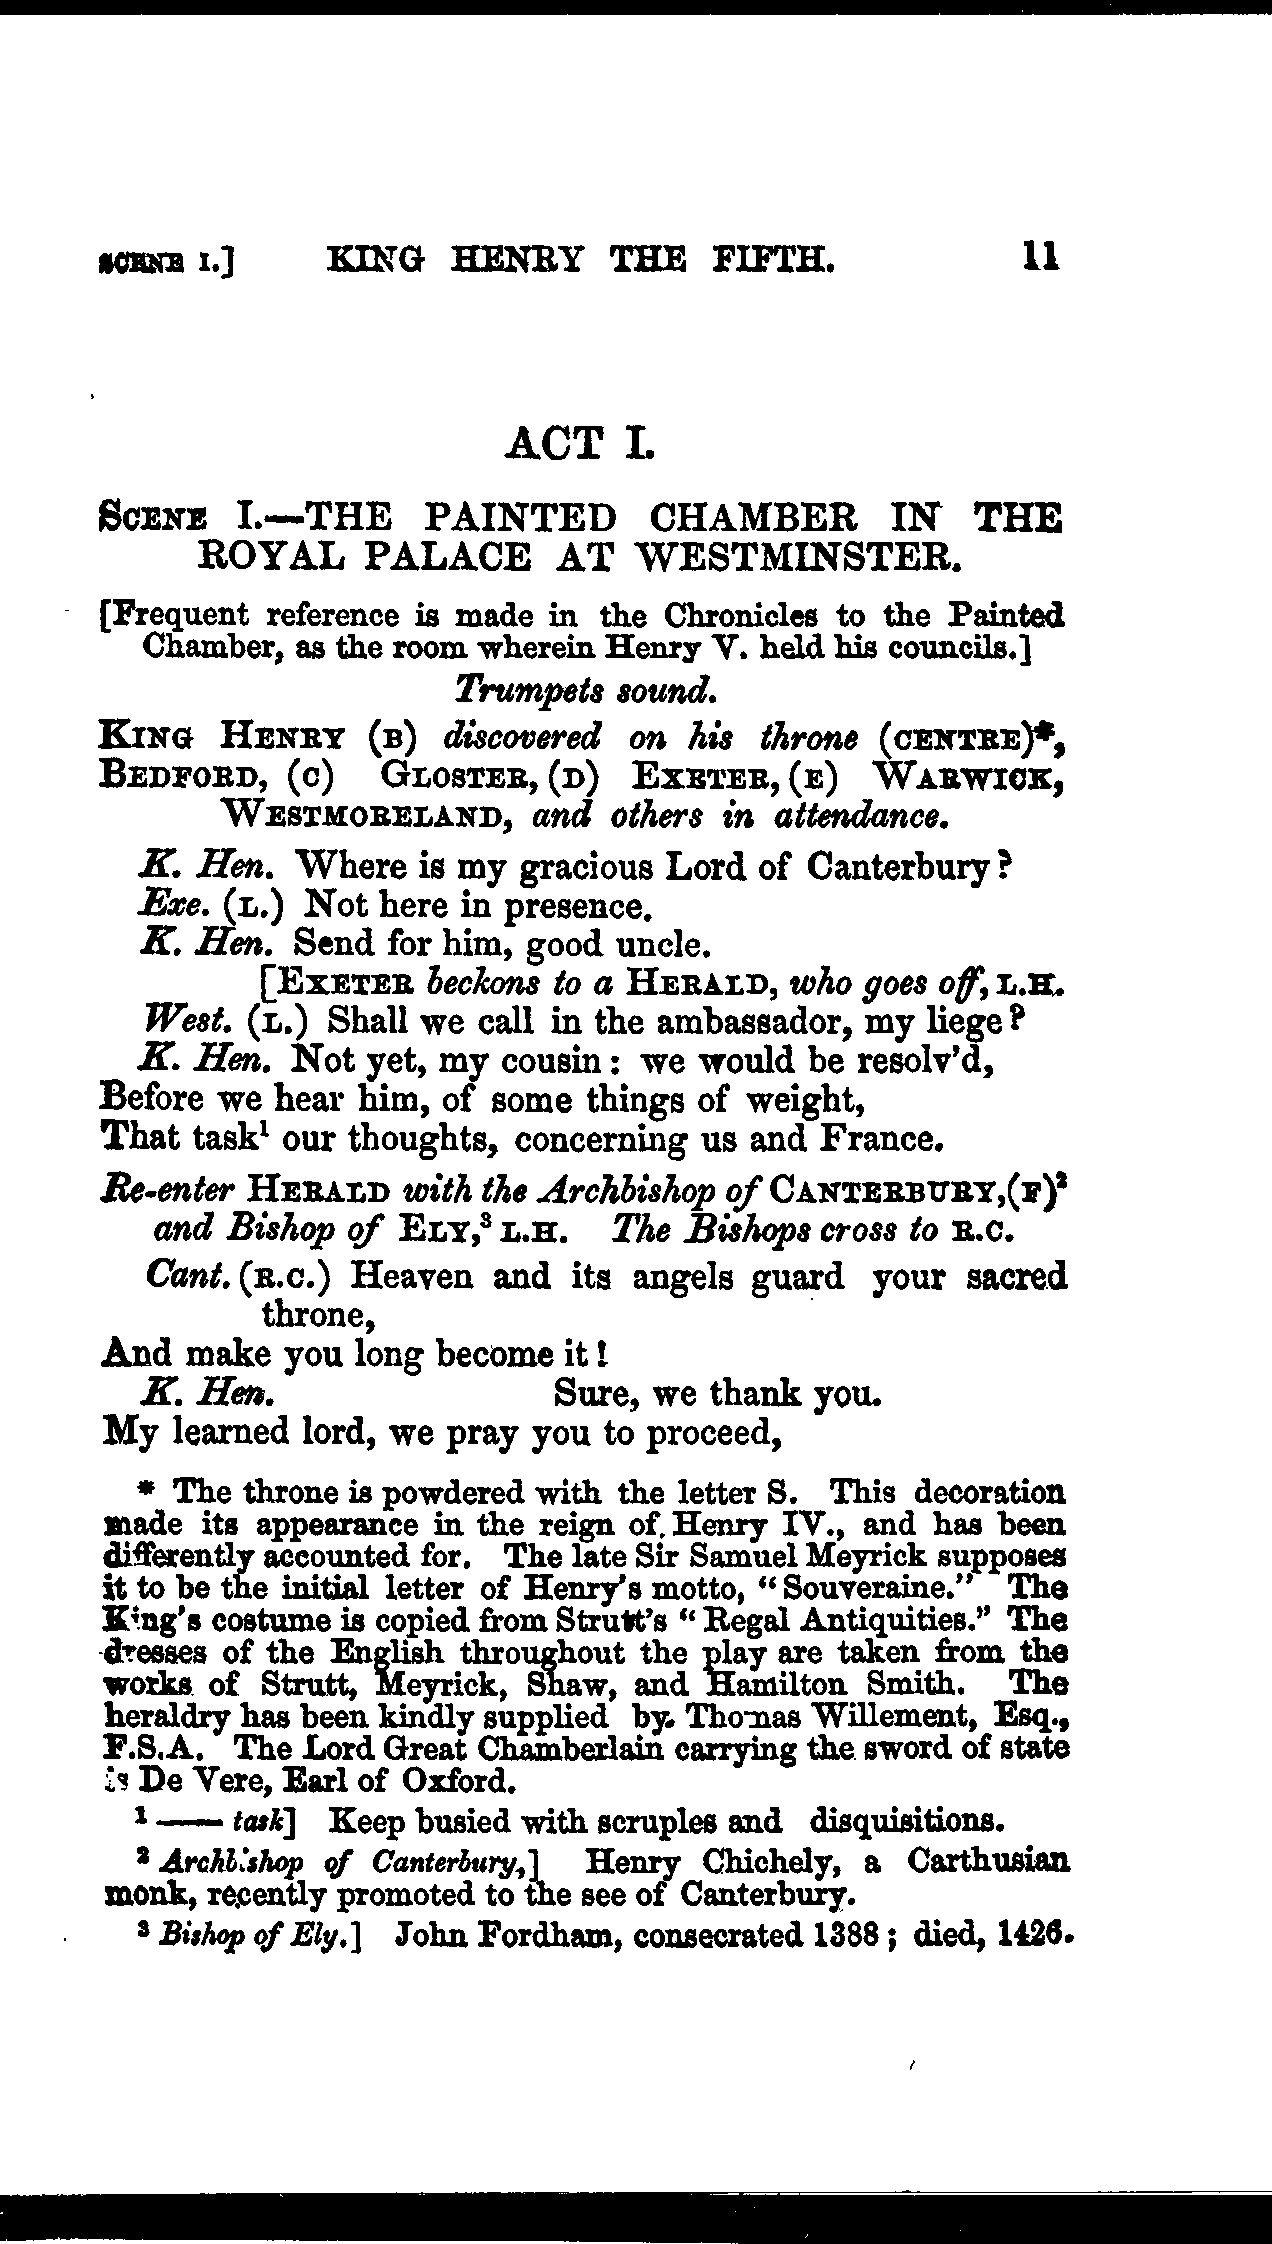 SCENE I.] KING HENRY THE FIFTH. 11
ACT I.
SCENE I.—THE PAINTED CHAMBER IN THE
ROYAL PALACE AT WESTMINSTER.
[Frequent reference is made in the Chronicles to the Painted
Chamber, as the room wherein Henry V. held his councils.]
Trumpets sound.
KING HENRY (B) discovered on his throne (CENTRE)*,
BEDFORD, (C) GLOSTER, (D) EXETER, (E) WARWICK,
WESTMORELAND, and others in attendance.
K. Hen. Where is my gracious Lord of Canterbury?
Exe. (L.) Not here in presence.
K. Hen. Send for him, good uncle.
[EXETER beckons to a HERALD, who goes off, L.H.
West. (L.) Shall we call in the ambassador, my liege?
K. Hen. Not yet, my cousin: we would be resolv'd,
Before we hear him, of some things of weight,
That task¹ our thoughts, concerning us and France.
Re-enter HERALD with the Archbishop of CANTERBURY,(F)²
and Bishop of ELY,³ L.H. The Bishops cross to R.C.
Cant. (R.C.) Heaven and its angels guard your sacred
throne,
And make you long become it!
K. Hen. Sure, we thank you.
My learned lord, we pray you to proceed,
* The throne is powdered with the letter S. This decoration
made its appearance in the reign of Henry IV., and has been
differently accounted for. The late Sir Samuel Meyrick supposes
it to be the initial letter of Henry's motto, "Souveraine." The
King's costume is copied from Strutt's "Regal Antiquities." The
dresses of the English throughout the play are taken from the
works of Strutt, Meyrick, Shaw, and Hamilton Smith. The
heraldry has been kindly supplied by Thomas Willement, Esq.,
F.S.A. The Lord Great Chamberlain carrying the sword of state
is De Vere, Earl of Oxford.
¹ —— task] Keep busied with scruples and disquisitions.
² Archbishop of Canterbury,] Henry Chichely, a Carthusian
monk, recently promoted to the see of Canterbury.
³ Bishop of Ely.] John Fordham, consecrated 1388; died, 1426.